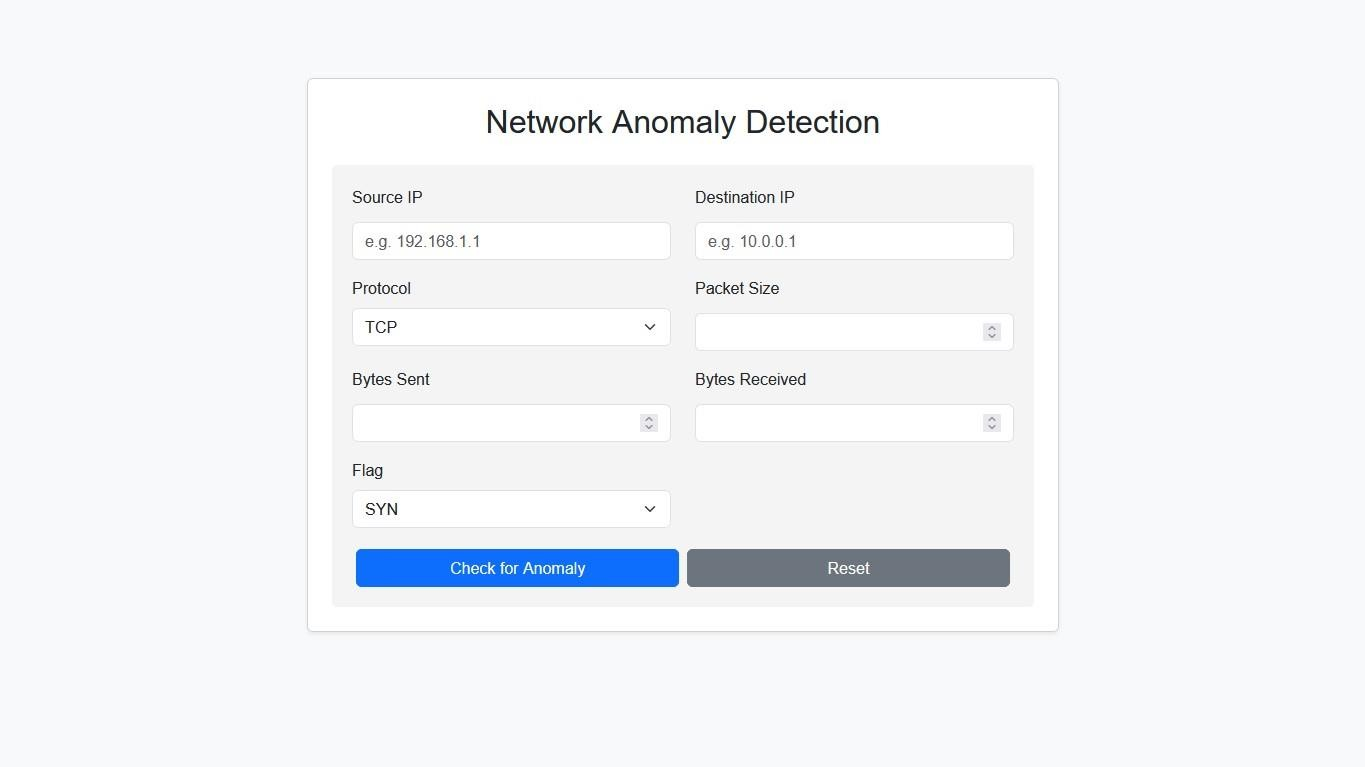 Network Anomaly Detection
Source IP
Destination IP
e.g. 192.168.1.1
e.g. 10.0.0.1
Protocol
Packet Size
TCP
Bytes Sent
Bytes Received
Flag
SYN
Check for Anomaly
Reset